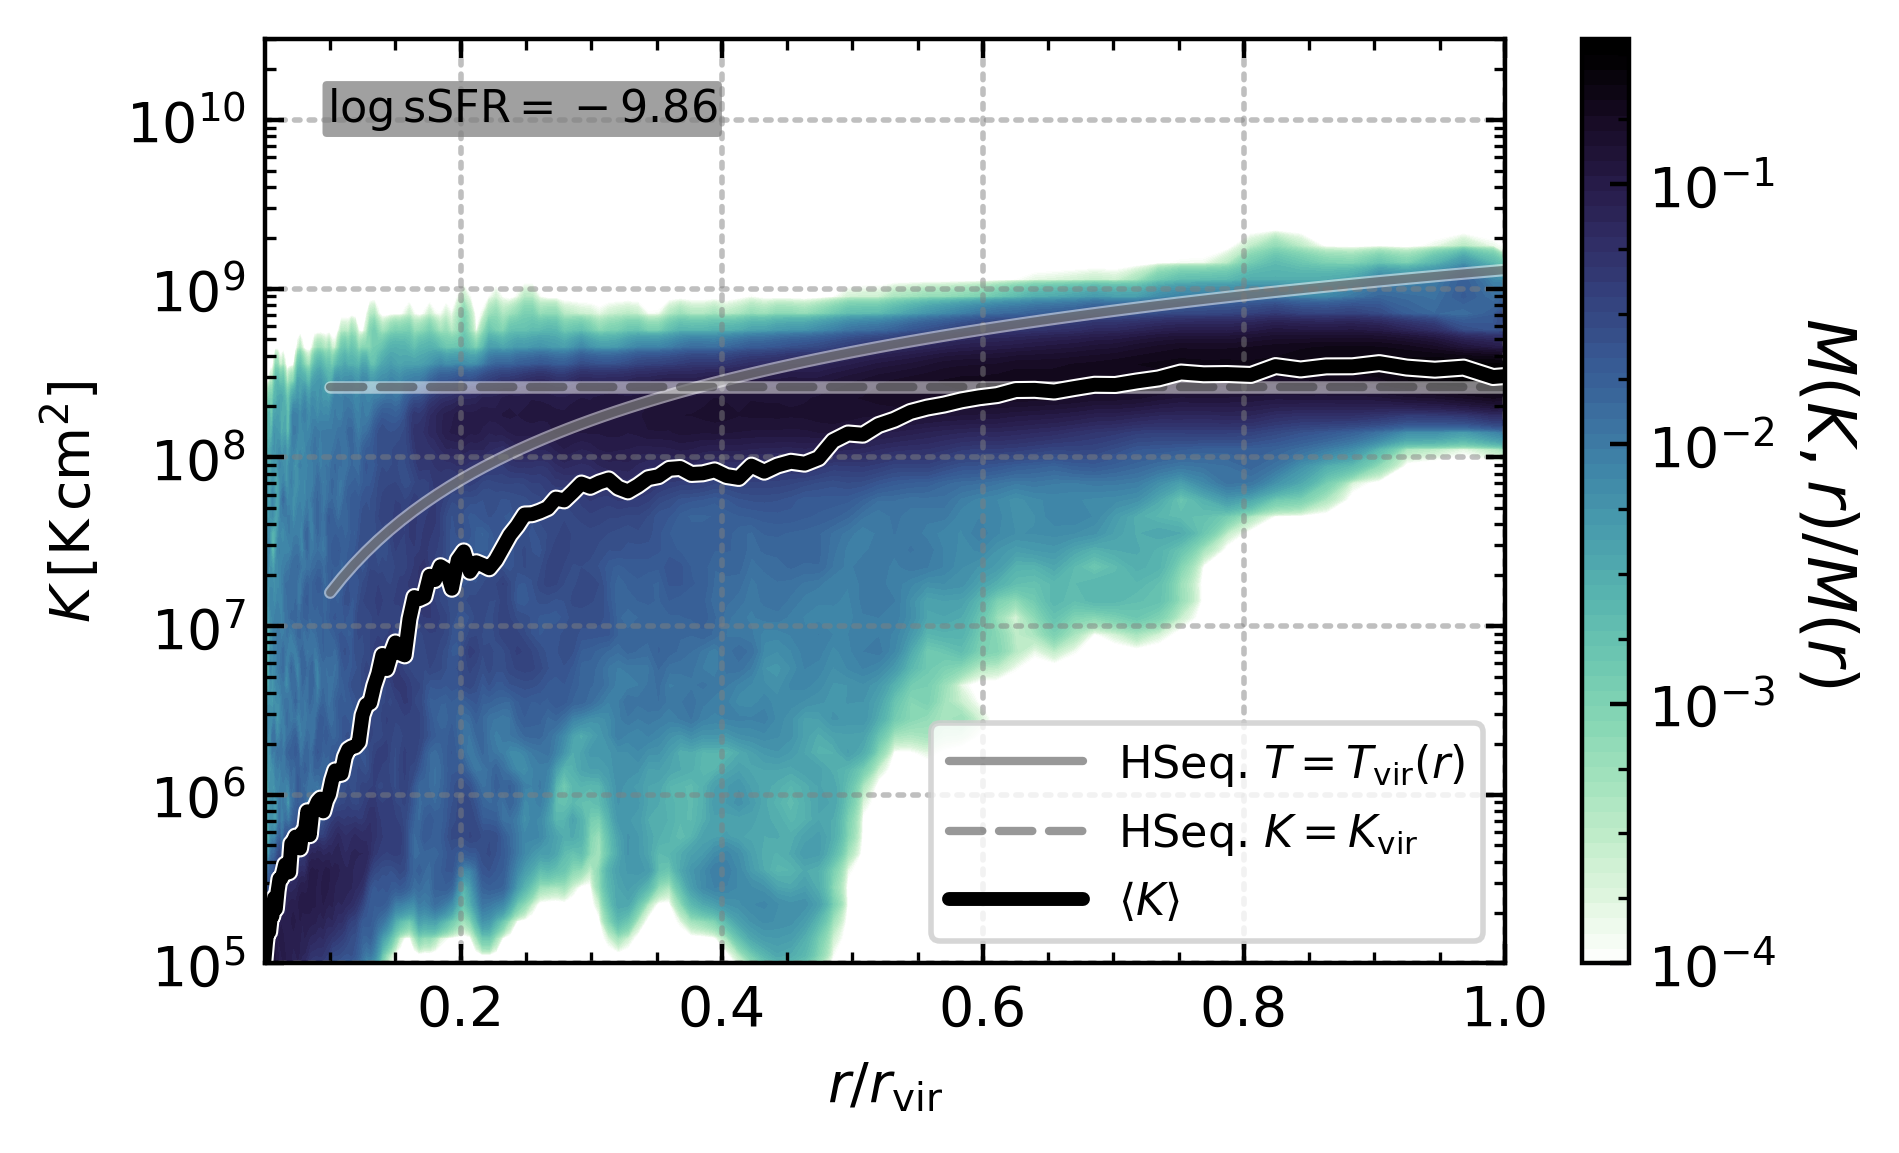 log sSFR = −9.86
10^10
10^9
10^8
10^7
10^6
10^5
K [K cm^2]
0.2 0.4 0.6 0.8 1.0
r/r_vir
HSeq. T = T_vir(r)
HSeq. K = K_vir
⟨K⟩
10^−1
10^−2
10^−3
10^−4
M(K, r)/M(r)